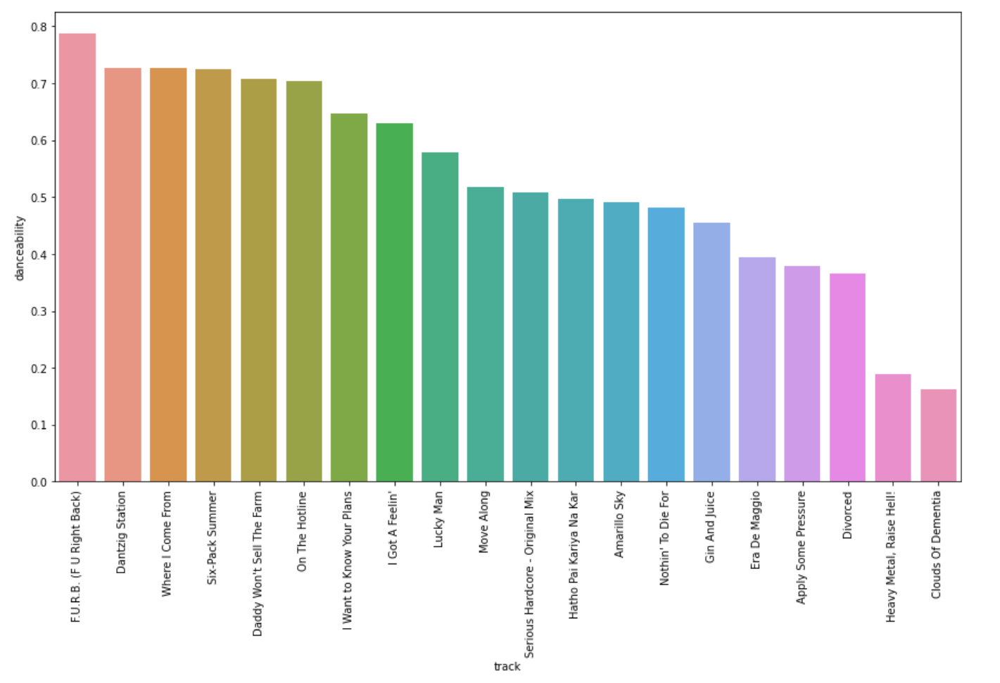 0.8
0.7
0.6
0.5
0.4
0.3
0.2
0.1
0.0
danceability
F.U.R.B. (F U Right Back)
Dantzig Station
Where I Come From
Six-Pack Summer
Daddy Won't Sell The Farm
On The Hotline
I Want to Know Your Plans
I Got A Feelin'
Lucky Man
Move Along
Serious Hardcore - Original Mix
Hatho Pai Kariya Na Kar
Amarillo Sky
Nothin' To Die For
Gin And Juice
Era De Maggio
Apply Some Pressure
Divorced
Heavy Metal, Raise Hell!
Clouds Of Dementia
track